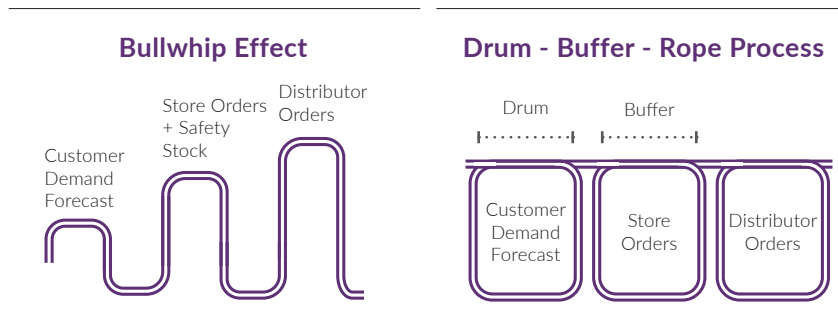 Bullwhip Effect
Customer
Demand
Forecast
Store Orders
+ Safety
Stock
Distributor
Orders
Drum - Buffer - Rope Process
Drum
Buffer
Customer
Demand
Forecast
Store
Orders
Distributor
Orders